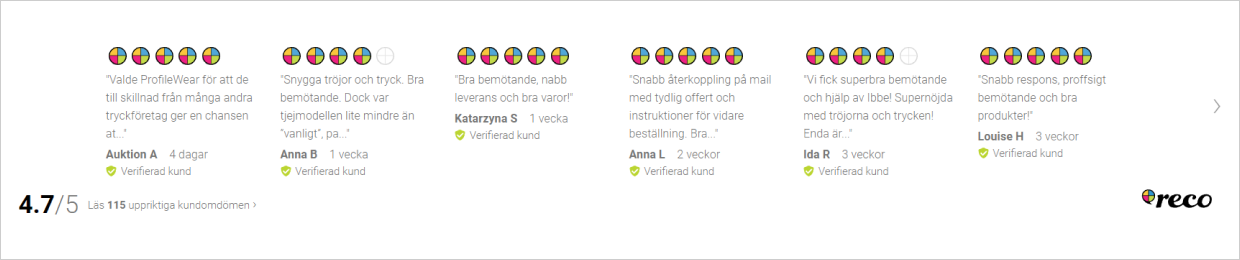 "Valde ProfileWear för att de
till skillnad från många andra
tryckföretag ger en chansen
at..."
Auktion A 4 dagar
Verifierad kund
"Snygga tröjor och tryck. Bra
bemötande. Dock var
tjejmodellen lite mindre än
"vanligt", pa..."
Anna B 1 vecka
Verifierad kund
"Bra bemötande, nabb
leverans och bra varor!"
Katarzyna S 1 vecka
Verifierad kund
"Snabb återkoppling på mail
med tydlig offert och
instruktioner för vidare
beställning. Bra..."
Anna L 2 veckor
Verifierad kund
"Vi fick superbra bemötande
och hjälp av Ibbe! Supernöjda
med tröjorna och trycken!
Enda är..."
Ida R 3 veckor
Verifierad kund
"Snabb respons, proffsigt
bemötande och bra
produkter!"
Louise H 3 veckor
Verifierad kund
4.7/5 Läs 115 uppriktiga kundomdömen ›
reco